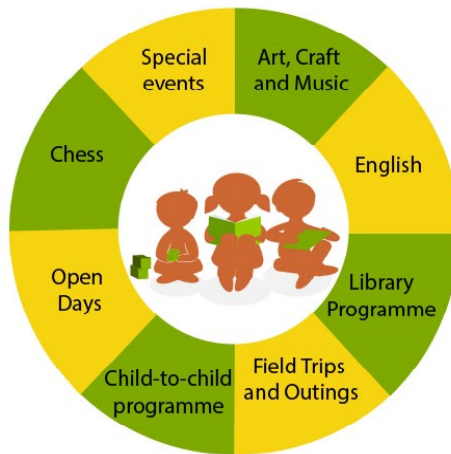 Special
events
Art, Craft
and Music
English
Library
Programme
Field Trips
and Outings
Child-to-child
programme
Open
Days
Chess